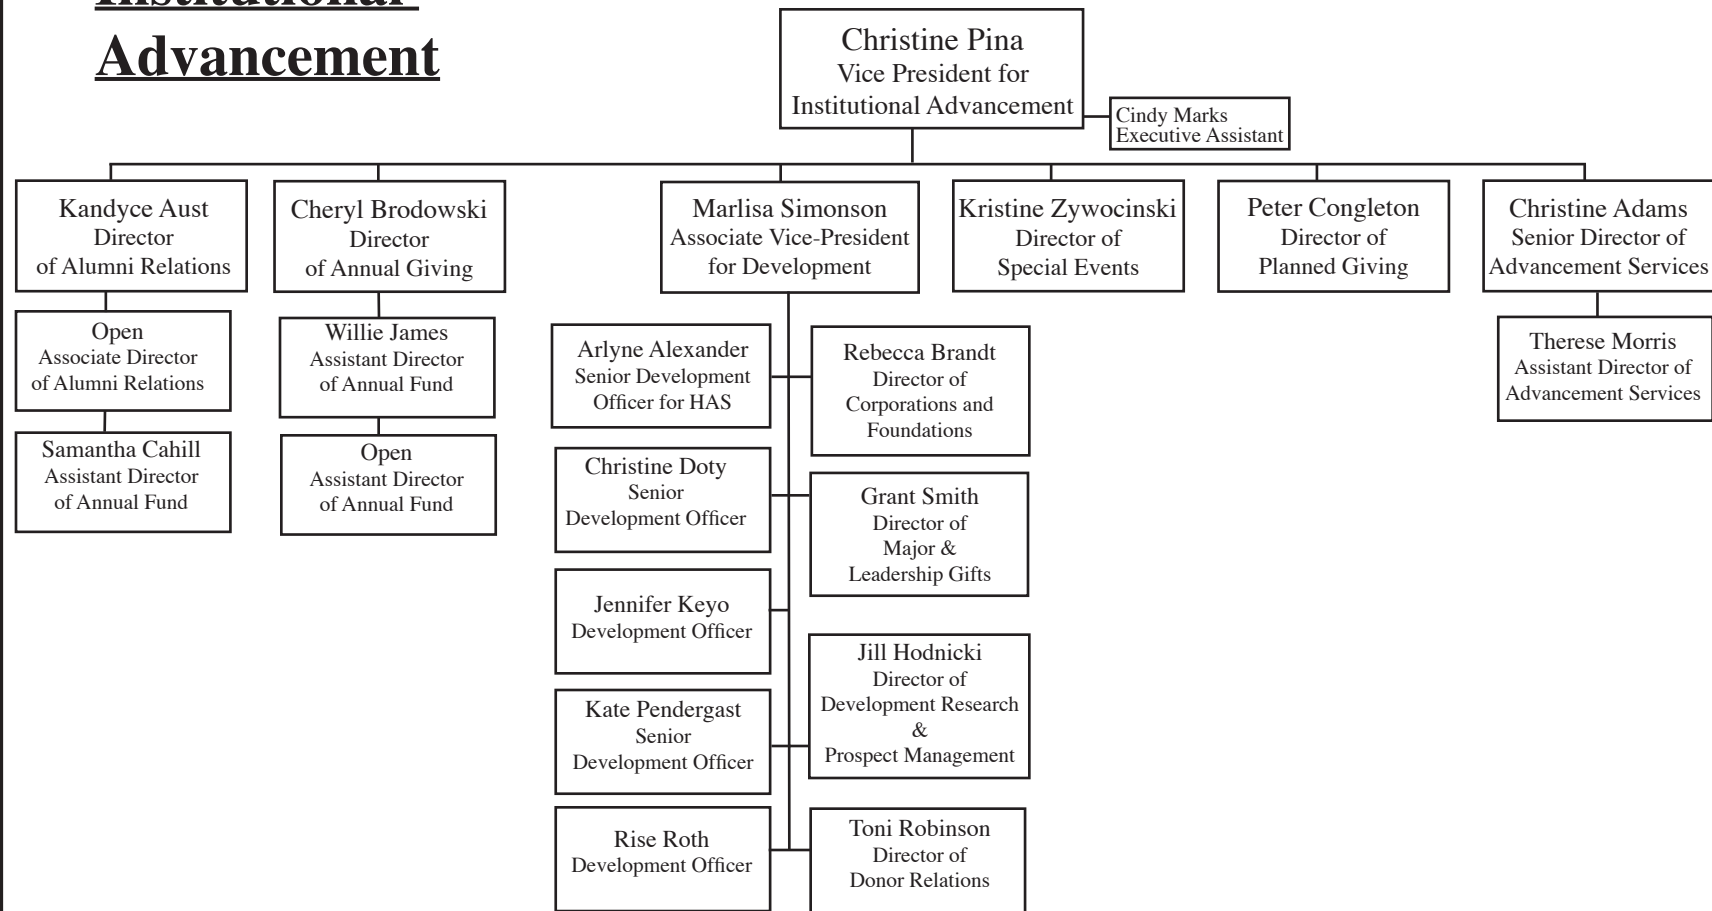 Institutional
Advancement
Christine Pina
Vice President for
Institutional Advancement
Cindy Marks
Executive Assistant
Kandyce Aust
Director
of Alumni Relations
Open
Associate Director
of Alumni Relations
Samantha Cahill
Assistant Director
of Annual Fund
Cheryl Brodowski
Director
of Annual Giving
Willie James
Assistant Director
of Annual Fund
Open
Assistant Director
of Annual Fund
Marlisa Simonson
Associate Vice-President
for Development
Arlyne Alexander
Senior Development
Officer for HAS
Christine Doty
Senior
Development Officer
Jennifer Keyo
Development Officer
Kate Pendergast
Senior
Development Officer
Rise Roth
Development Officer
Rebecca Brandt
Director of
Corporations and
Foundations
Grant Smith
Director of
Major &
Leadership Gifts
Jill Hodnicki
Director of
Development Research
&
Prospect Management
Toni Robinson
Director of
Donor Relations
Kristine Zywocinski
Director of
Special Events
Peter Congleton
Director of
Planned Giving
Christine Adams
Senior Director of
Advancement Services
Therese Morris
Assistant Director of
Advancement Services